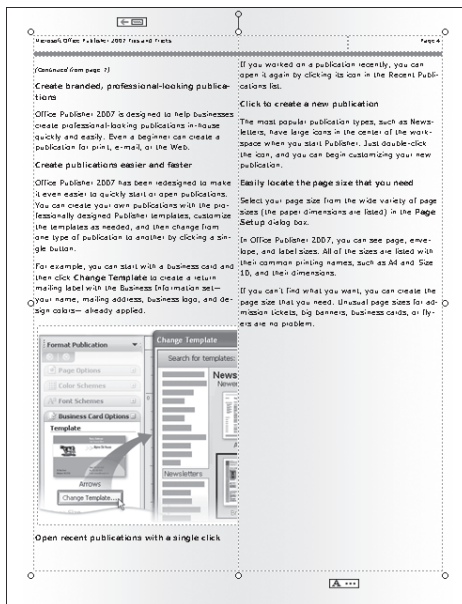 Microsoft Office Publisher 2007 Tips and Tricks
Page 4
(Continued from page 1)
Create branded, professional-looking publica-
tions
Office Publisher 2007 is designed to help businesses
create professional-looking publications in-house
quickly and easily. Even a beginner can create a
publication for print, e-mail, or the Web.
Create publications easier and faster
Office Publisher 2007 has been redesigned to make
it even easier to quickly start or open publications.
You can create your own publications with the pro-
fessionally designed Publisher templates, customize
the templates as needed, and then change from
one type of publication to another by clicking a sin-
gle button.
For example, you can start with a business card and
then click Change Template to create a return
mailing label with the Business Information set—
your name, mailing address, business logo, and de-
sign colors— already applied.
Format Publication
Page Options
Color Schemes
Font Schemes
Business Card Options
Template
Arrows
Change Template...
Change Template
Search for templates:
News
Newer
Newsletters
Open recent publications with a single click
If you worked on a publication recently, you can
open it again by clicking its icon in the Recent Publi-
cations list.
Click to create a new publication
The most popular publication types, such as News-
letters, have large icons in the center of the work-
space when you start Publisher. Just double-click
the icon, and you can begin customizing your new
publication.
Easily locate the page size that you need
Select your page size from the wide variety of page
sizes (the paper dimensions are listed) in the Page
Setup dialog box.
In Office Publisher 2007, you can see page, enve-
lope, and label sizes. All of the sizes are listed with
their common printing names, such as A4 and Size
10, and their dimensions.
If you can't find what you want, you can create the
page size that you need. Unusual page sizes for ad-
mission tickets, big banners, business cards, or fly-
ers are no problem.
A ...